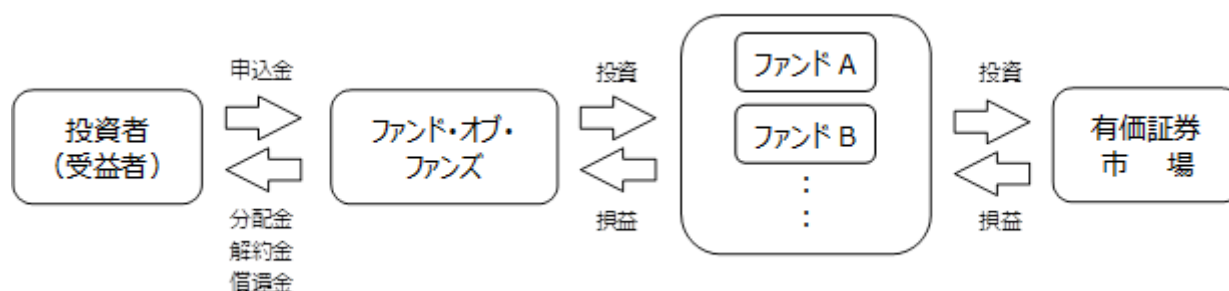 申込金
投資者
（受益者）
分配金
解約金
償還金
ファンド・オブ・
ファンズ
投資
損益
ファンド A
ファンド B
：
：
投資
損益
有価証券
市　場